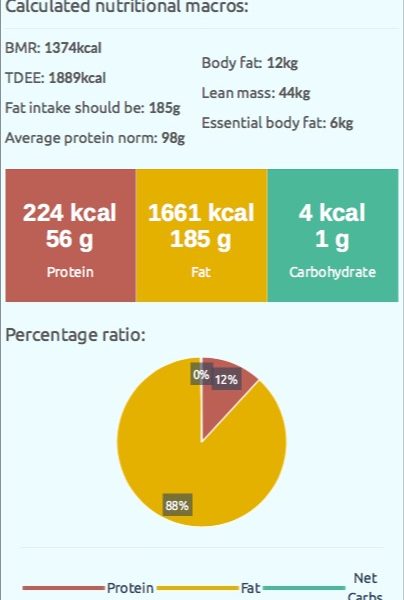 Calculated nutritional macros:
BMR: 1374kcal
TDEE: 1889kcal
Fat intake should be: 185g
Average protein norm: 98g
Body fat: 12kg
Lean mass: 44kg
Essential body fat: 6kg
224 kcal
56 g
Protein
1661 kcal
185 g
Fat
4 kcal
1 g
Carbohydrate
Percentage ratio:
0%
12%
88%
Protein
Fat
Net
Carbs